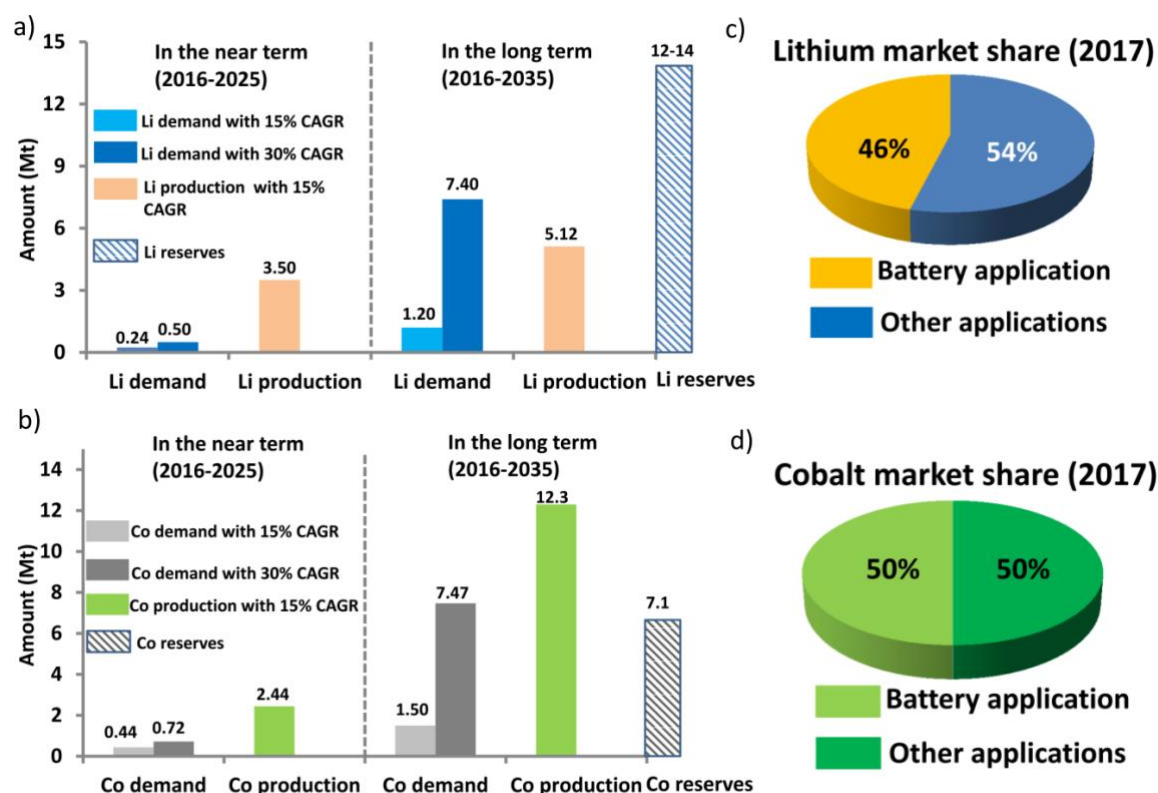 a)
In the near term
(2016-2025)
In the long term
(2016-2035)
12-14
15
12
9
6
3
0
Amount (Mt)
Li demand with 15% CAGR
Li demand with 30% CAGR
Li production with 15%
CAGR
Li reserves
0.24
0.50
3.50
1.20
7.40
5.12
Li demand
Li production
Li demand
Li production
Li reserves
c)
Lithium market share (2017)
46%
54%
Battery application
Other applications
b)
In the near term
(2016-2025)
In the long term
(2016-2035)
14
12
10
8
6
4
2
0
Amount (Mt)
Co demand with 15% CAGR
Co demand with 30% CAGR
Co production with 15% CAGR
Co reserves
0.44
0.72
2.44
1.50
7.47
12.3
7.1
Co demand
Co production
Co demand
Co production
Co reserves
d)
Cobalt market share (2017)
50%
50%
Battery application
Other applications